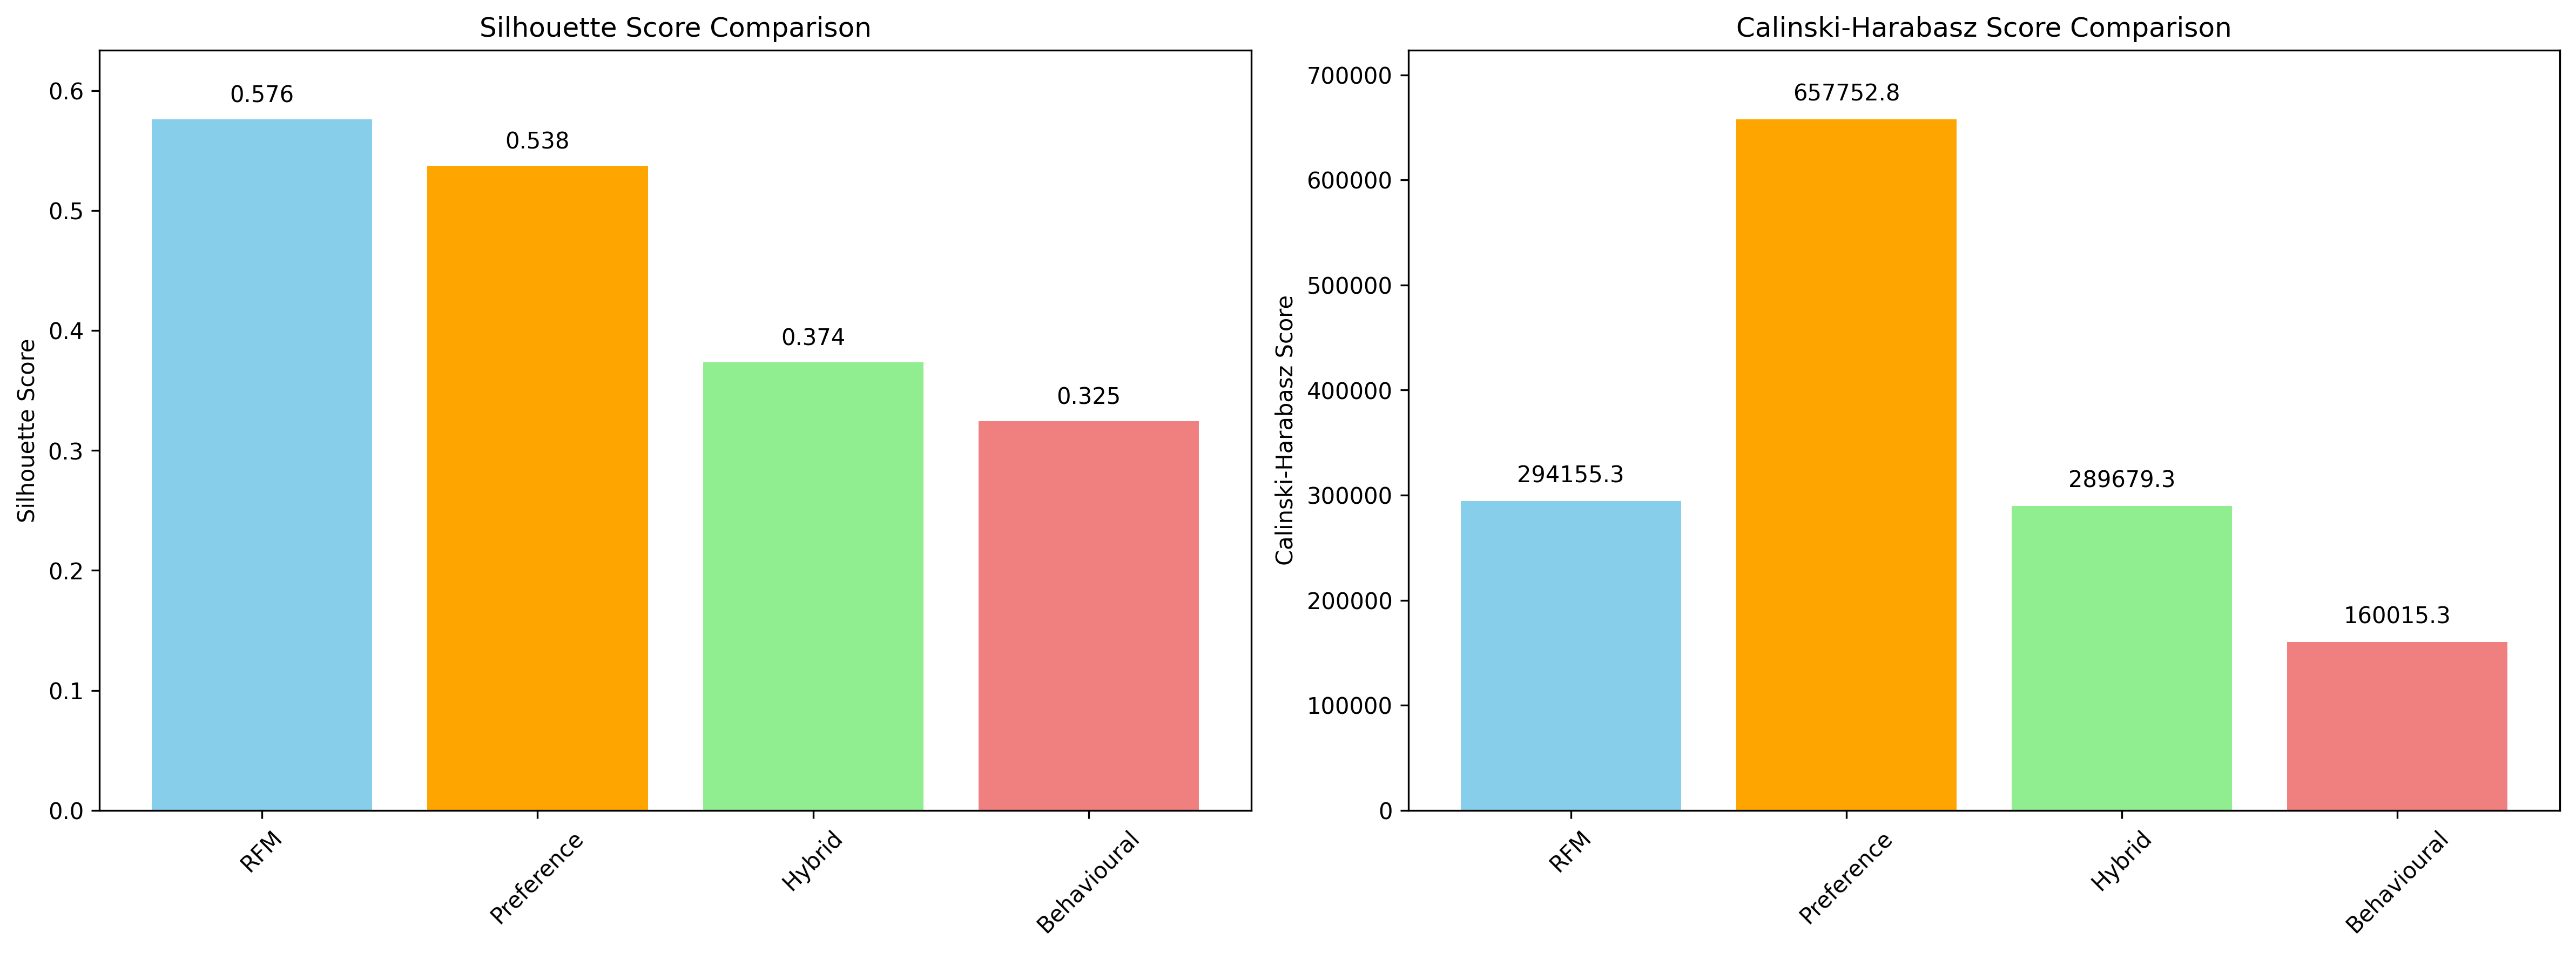 Silhouette Score Comparison
Silhouette Score
0.6
0.5
0.4
0.3
0.2
0.1
0.0
0.576
0.538
0.374
0.325
RFM
Preference
Hybrid
Behavioural
Calinski-Harabasz Score Comparison
Calinski-Harabasz Score
700000
600000
500000
400000
300000
200000
100000
0
294155.3
657752.8
289679.3
160015.3
RFM
Preference
Hybrid
Behavioural